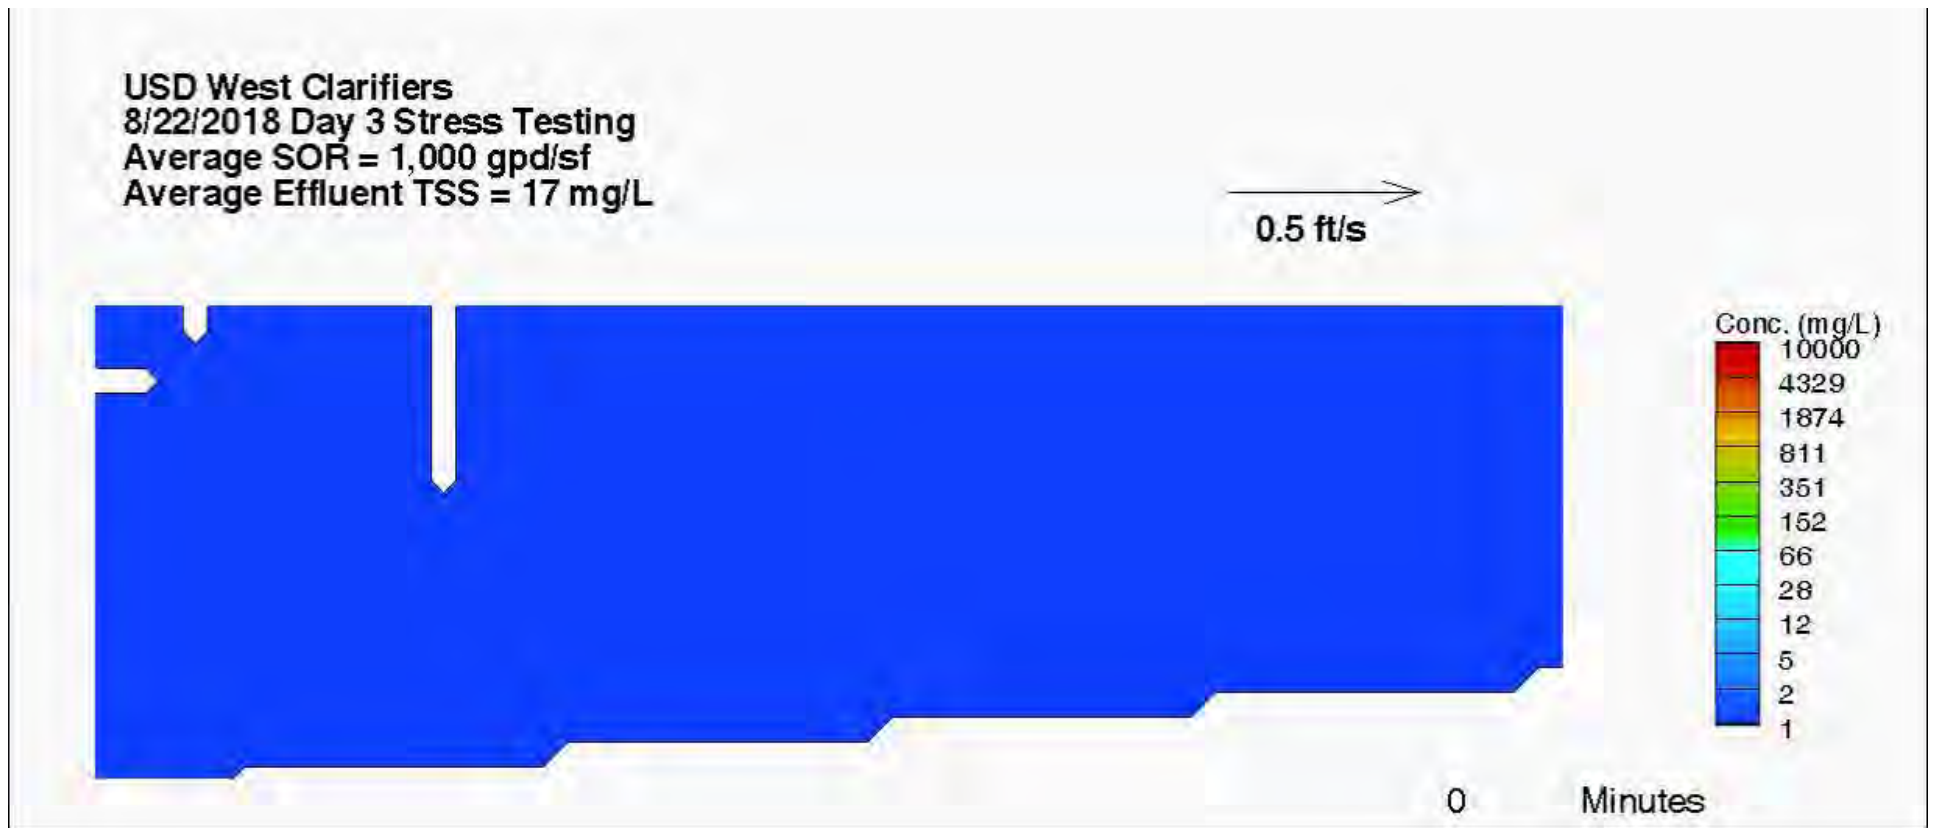 USD West Clarifiers
8/22/2018 Day 3 Stress Testing
Average SOR = 1,000 gpd/sf
Average Effluent TSS = 17 mg/L
0.5 ft/s
Conc. (mg/L)
10000
4329
1874
811
351
152
66
28
12
5
2
1
0 Minutes